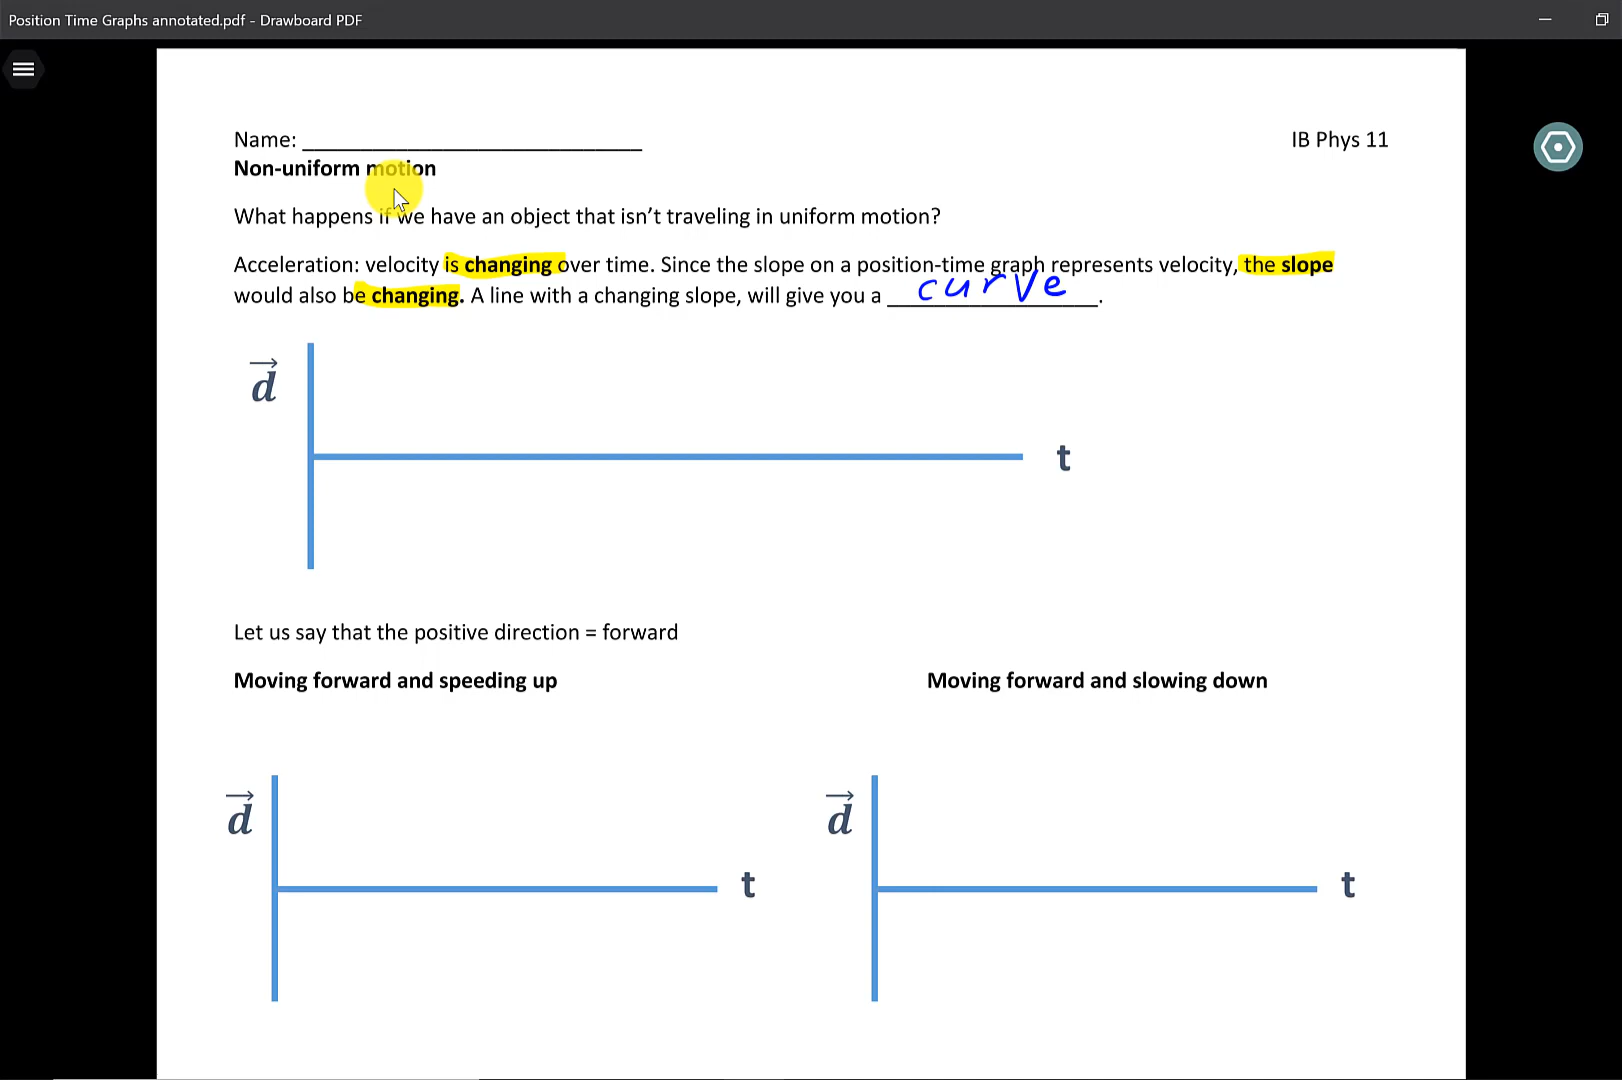 Position Time Graphs annotated.pdf - Drawboard PDF
Name: ____________________________ IB Phys 11
Non-uniform motion
What happens if we have an object that isn't traveling in uniform motion?
Acceleration: velocity is changing over time. Since the slope on a position-time graph represents velocity, the slope
would also be changing. A line with a changing slope, will give you a curve.
d
t
Let us say that the positive direction = forward
Moving forward and speeding up
Moving forward and slowing down
d
t
d
t